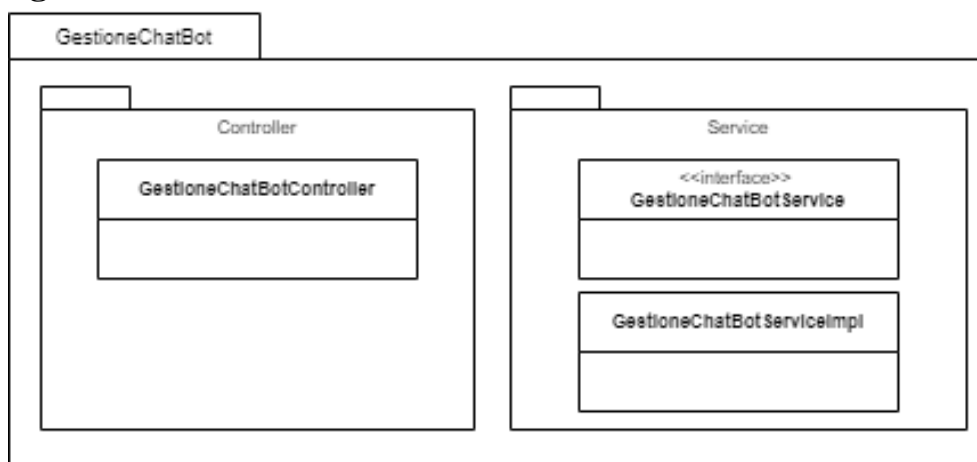 GestioneChatBot
Controller
GestioneChatBotController
Service
<<interface>>
GestioneChatBotService
GestioneChatBotServiceImpl